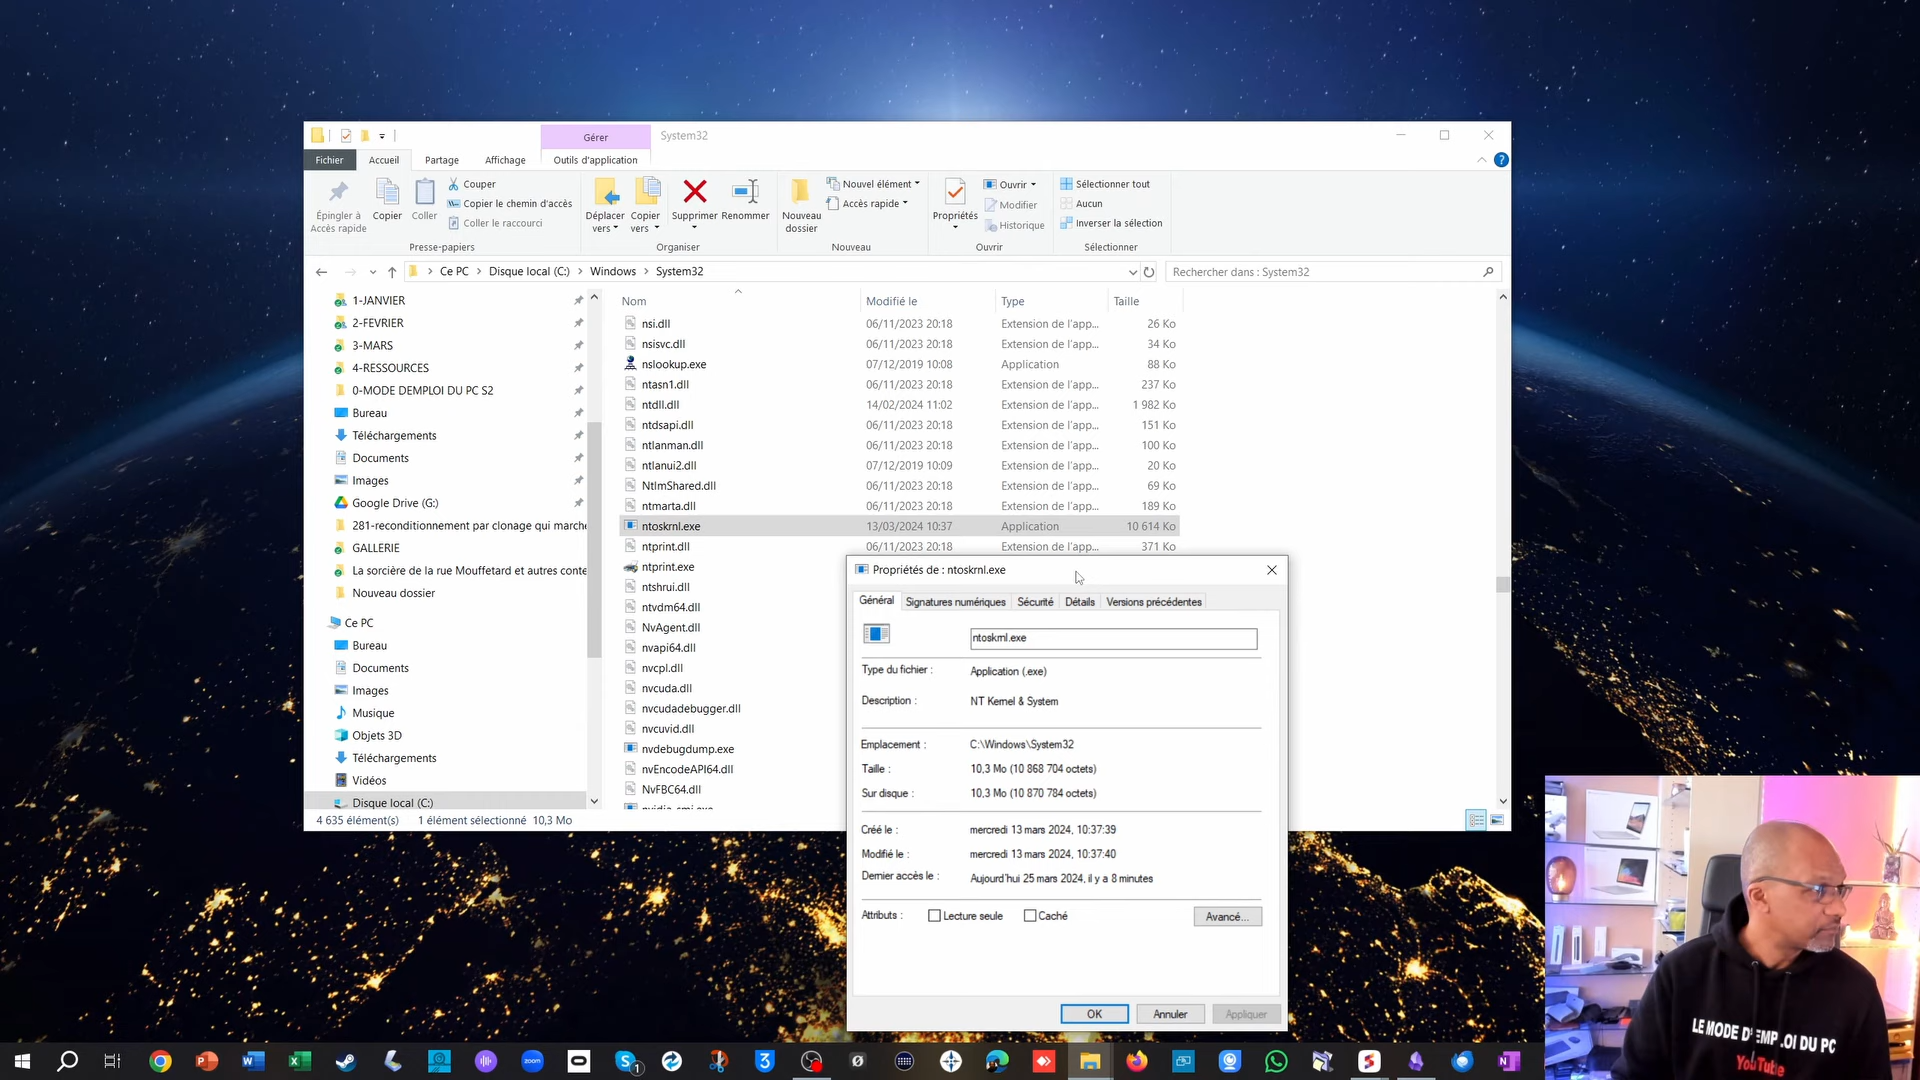 Gérer
System32
Fichier
Accueil
Partage
Affichage
Outils d'application
Épingler à
Accès rapide
Copier
Coller
Couper
Copier le chemin d'accès
Coller le raccourci
Presse-papiers
Déplacer
vers
Copier
vers
Supprimer
Renommer
Organiser
Nouveau
dossier
Nouvel élément
Accès rapide
Nouveau
Propriétés
Ouvrir
Modifier
Historique
Ouvrir
Sélectionner tout
Aucun
Inverser la sélection
Sélectionner
Ce PC > Disque local (C:) > Windows > System32
Rechercher dans : System32
1-JANVIER
2-FEVRIER
3-MARS
4-RESSOURCES
0-MODE DEMPLOI DU PC S2
Bureau
Téléchargements
Documents
Images
Google Drive (G:)
281-reconditionnement par clonage qui marche
GALLERIE
La sorcière de la rue Mouffetard et autres conte
Nouveau dossier
Ce PC
Bureau
Documents
Images
Musique
Objets 3D
Téléchargements
Vidéos
Disque local (C:)
Nom Modifié le Type Taille
nsi.dll 06/11/2023 20:18 Extension de l'app... 26 Ko
nsisvc.dll 06/11/2023 20:18 Extension de l'app... 34 Ko
nslookup.exe 07/12/2019 10:08 Application 88 Ko
ntasn1.dll 06/11/2023 20:18 Extension de l'app... 237 Ko
ntdll.dll 14/02/2024 11:02 Extension de l'app... 1 982 Ko
ntdsapi.dll 06/11/2023 20:18 Extension de l'app... 151 Ko
ntlanman.dll 06/11/2023 20:18 Extension de l'app... 100 Ko
ntlanui2.dll 07/12/2019 10:09 Extension de l'app... 20 Ko
NtlmShared.dll 06/11/2023 20:18 Extension de l'app... 69 Ko
ntmarta.dll 06/11/2023 20:18 Extension de l'app... 189 Ko
ntoskrnl.exe 13/03/2024 10:37 Application 10 614 Ko
ntprint.dll 06/11/2023 20:18 Extension de l'app... 371 Ko
ntprint.exe
ntshrui.dll
ntvdm64.dll
NvAgent.dll
nvapi64.dll
nvcpl.dll
nvcuda.dll
nvcudadebugger.dll
nvcuvid.dll
nvdebugdump.exe
nvEncodeAPI64.dll
NvFBC64.dll
nvidia-smi.exe
4 635 élément(s) 1 élément sélectionné 10,3 Mo
Propriétés de : ntoskrnl.exe
Général
Signatures numériques
Sécurité
Détails
Versions précédentes
ntoskrnl.exe
Type du fichier : Application (.exe)
Description : NT Kernel & System
Emplacement : C:\Windows\System32
Taille : 10,3 Mo (10 868 704 octets)
Sur disque : 10,3 Mo (10 870 784 octets)
Créé le : mercredi 13 mars 2024, 10:37:39
Modifié le : mercredi 13 mars 2024, 10:37:40
Dernier accès le : Aujourd'hui 25 mars 2024, il y a 8 minutes
Attributs : Lecture seule Caché Avancé...
OK Annuler Appliquer
LE MODE D'EMP.OI DU PC
YouTube
zoom